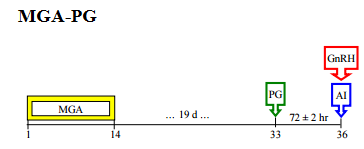 MGA-PG
GnRH
MGA
... 19 d ...
PG
72 ± 2 hr
AI
1
14
33
36